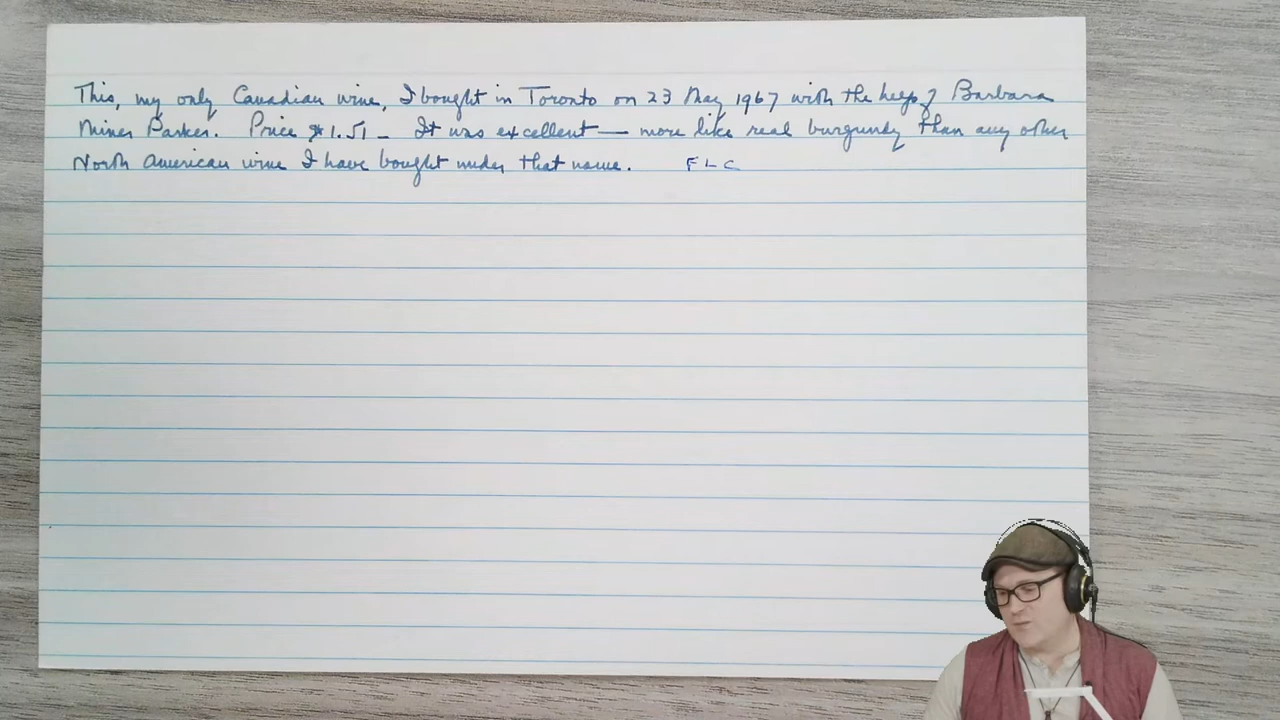 This, my only Canadian wine, I bought in Toronto on 23 May 1967 with the help of Barbara
Miner Parker. Price $1.51 – It was excellent — more like real burgundy than any other
North American wine I have bought under that name. FLC